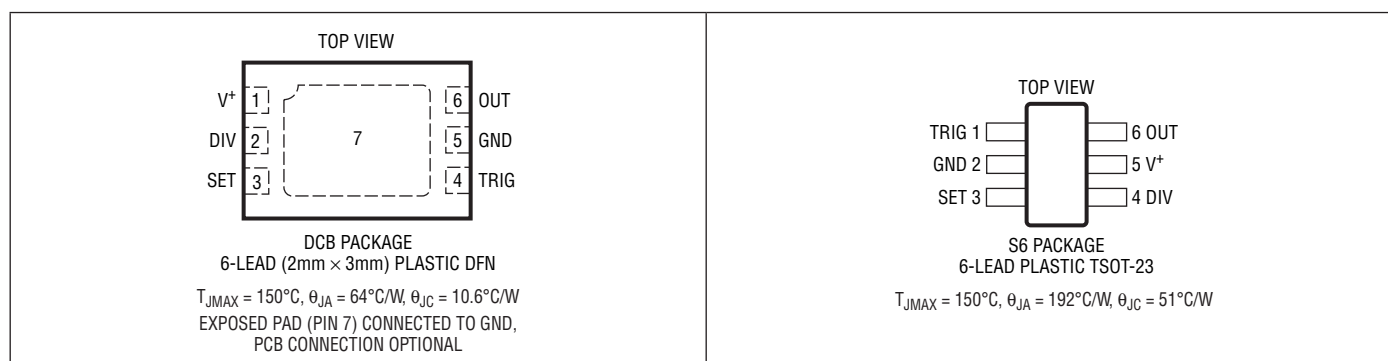 TOP VIEW
V+ 1
DIV 2
SET 3
7
6 OUT
5 GND
4 TRIG
DCB PACKAGE
6-LEAD (2mm × 3mm) PLASTIC DFN
TJMAX = 150°C, θJA = 64°C/W, θJC = 10.6°C/W
EXPOSED PAD (PIN 7) CONNECTED TO GND,
PCB CONNECTION OPTIONAL
TOP VIEW
TRIG 1
GND 2
SET 3
6 OUT
5 V+
4 DIV
S6 PACKAGE
6-LEAD PLASTIC TSOT-23
TJMAX = 150°C, θJA = 192°C/W, θJC = 51°C/W